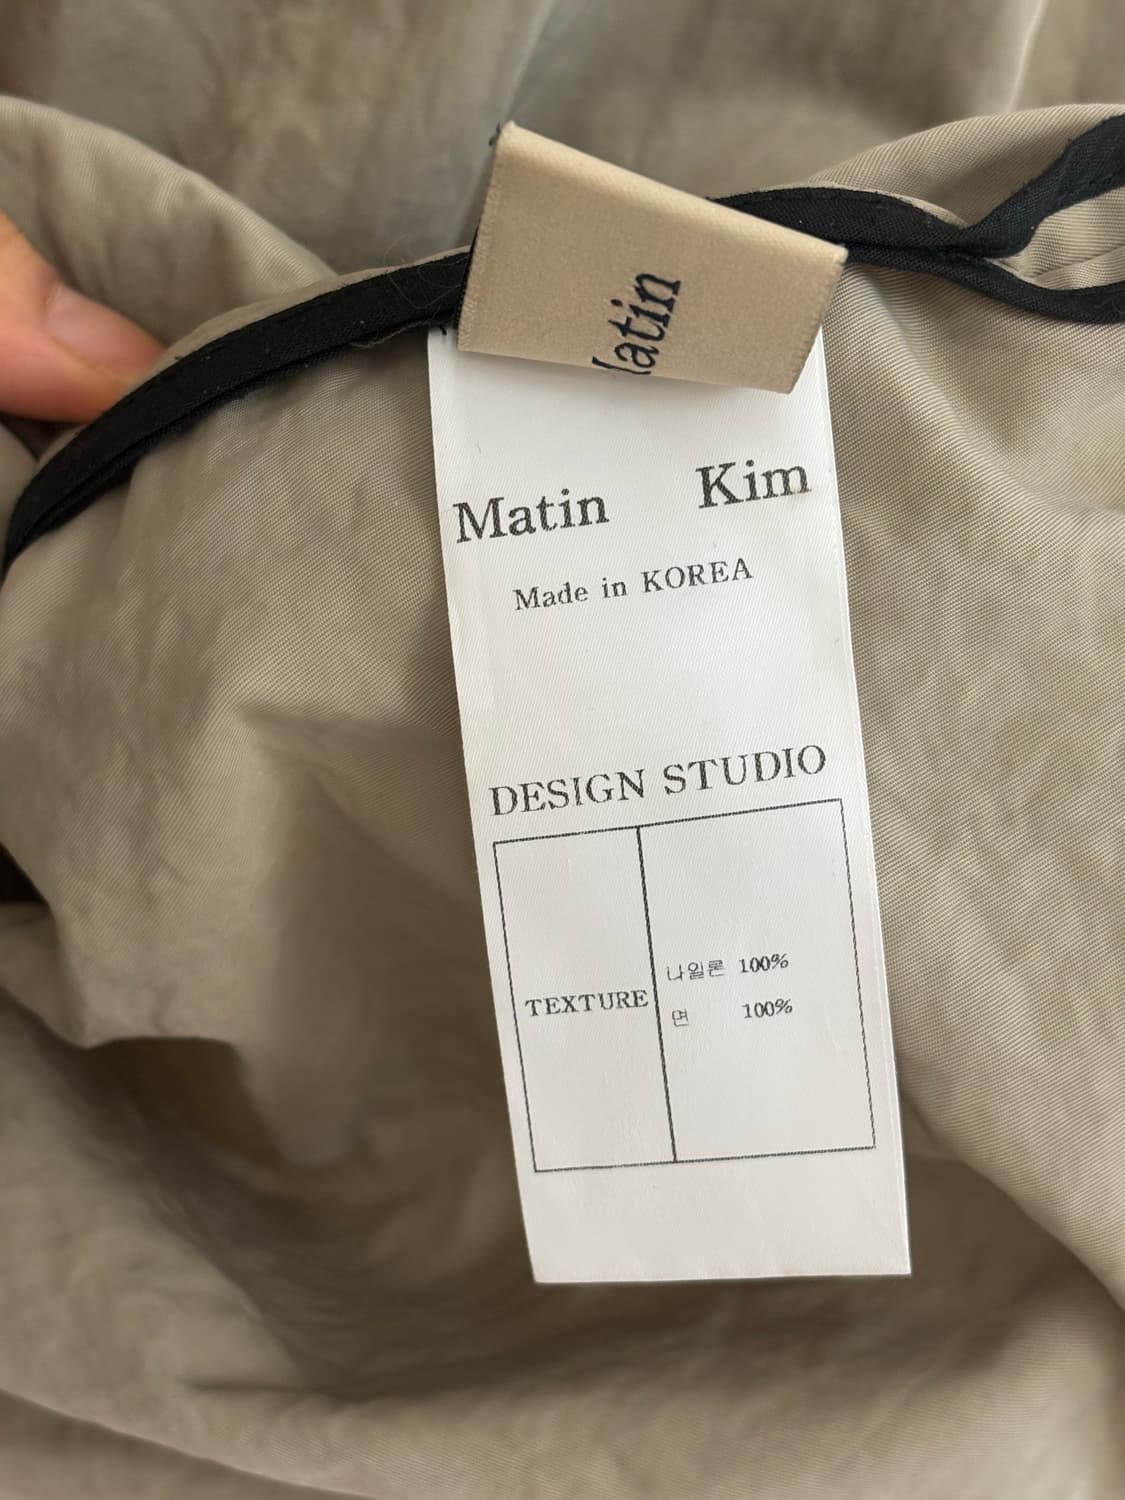 latin
Matin Kim
Made in KOREA
DESIGN STUDIO
TEXTURE
나일론 100%
면 100%